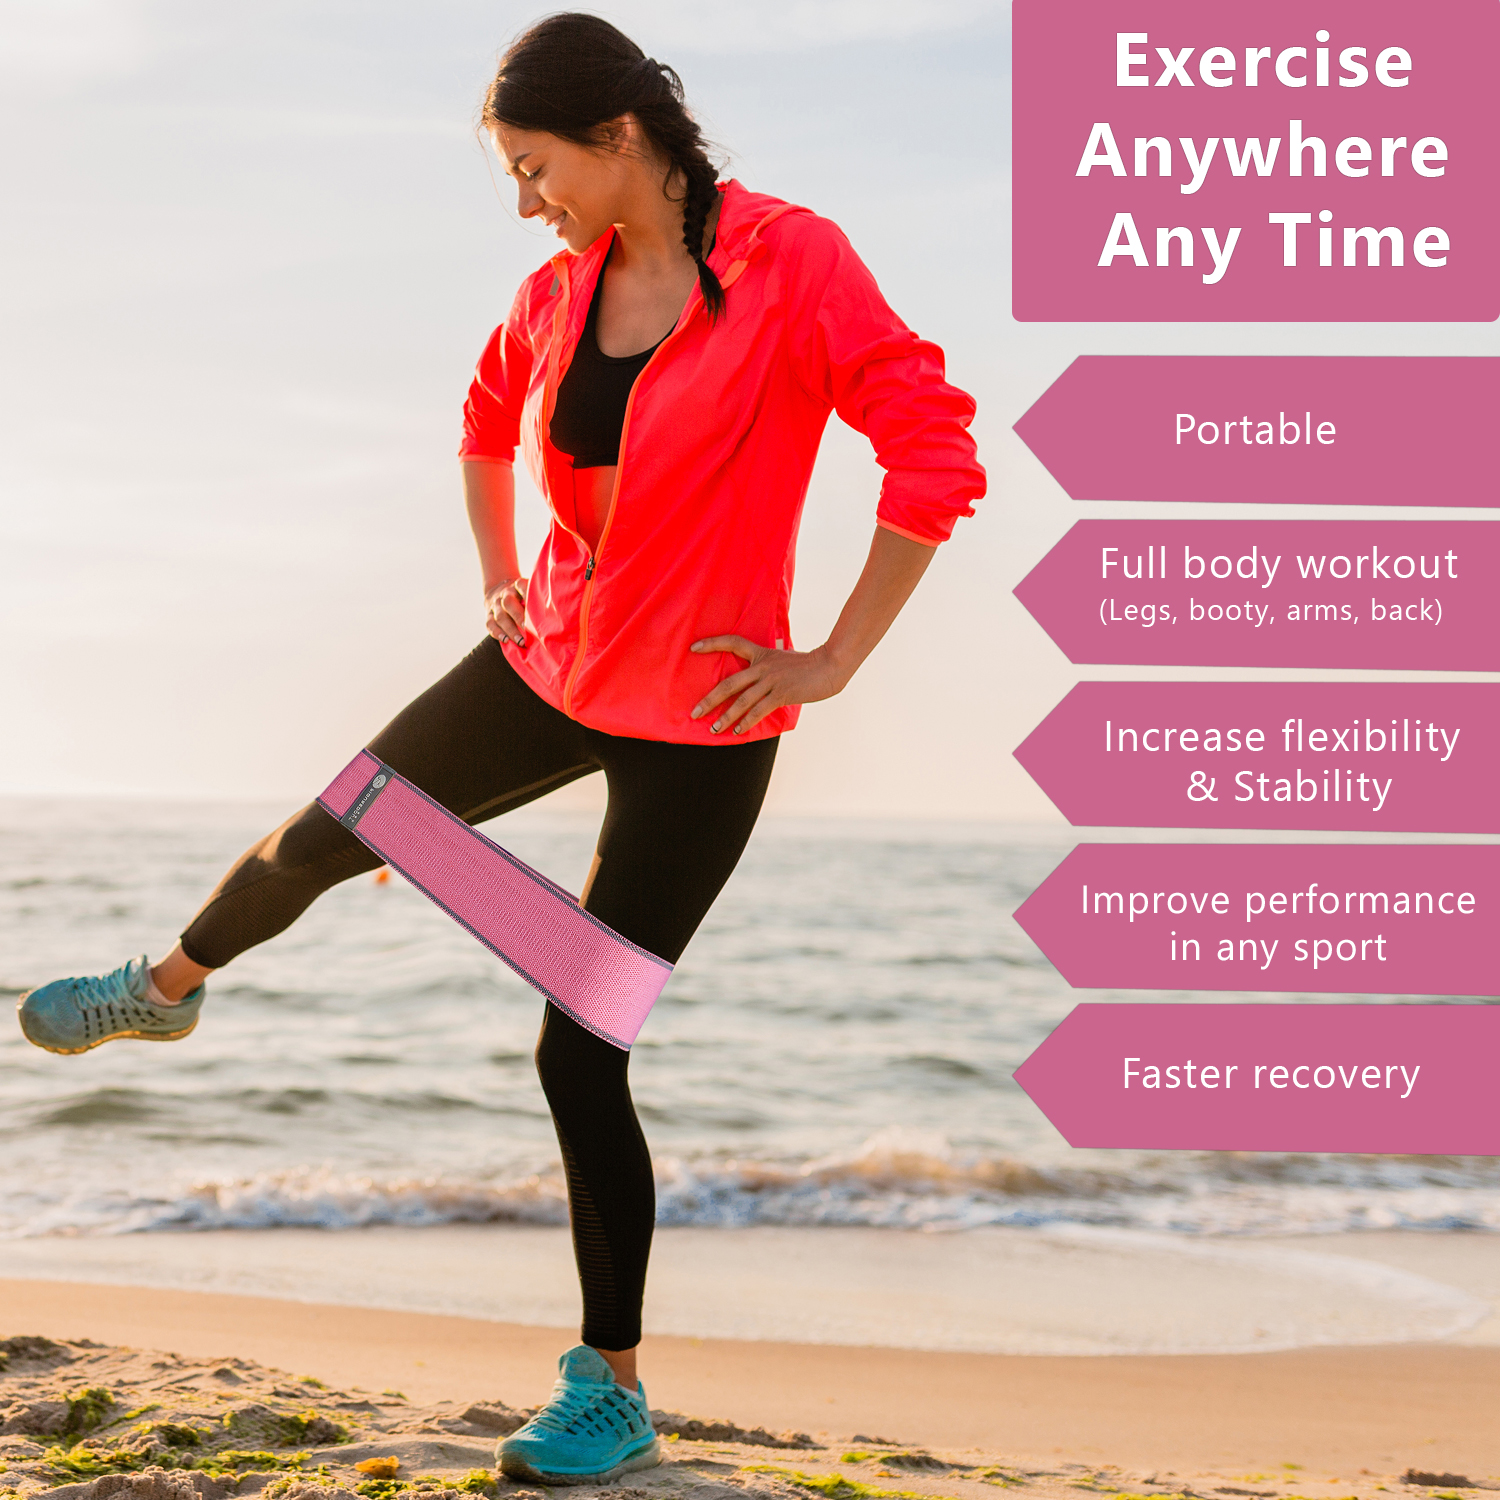 Exercise
Anywhere
Any Time
Portable
Full body workout
(Legs, booty, arms, back)
Increase flexibility
& Stability
Improve performance
in any sport
Faster recovery